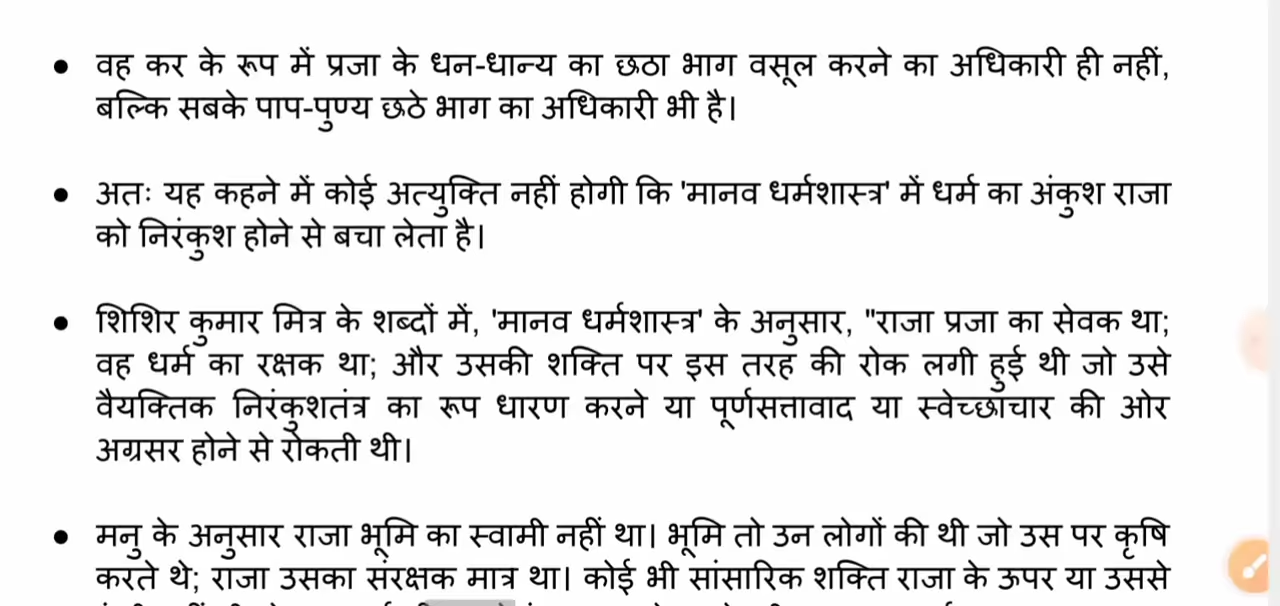 • वह कर के रूप में प्रजा के धन-धान्य का छठा भाग वसूल करने का अधिकारी ही नहीं,
बल्कि सबके पाप-पुण्य छठे भाग का अधिकारी भी है।
• अतः यह कहने में कोई अत्युक्ति नहीं होगी कि 'मानव धर्मशास्त्र' में धर्म का अंकुश राजा
को निरंकुश होने से बचा लेता है।
• शिशिर कुमार मित्र के शब्दों में, 'मानव धर्मशास्त्र' के अनुसार, "राजा प्रजा का सेवक था;
वह धर्म का रक्षक था; और उसकी शक्ति पर इस तरह की रोक लगी हुई थी जो उसे
वैयक्तिक निरंकुशतंत्र का रूप धारण करने या पूर्णसत्तावाद या स्वेच्छाचार की ओर
अग्रसर होने से रोकती थी।
• मनु के अनुसार राजा भूमि का स्वामी नहीं था। भूमि तो उन लोगों की थी जो उस पर कृषि
करते थे; राजा उसका संरक्षक मात्र था। कोई भी सांसारिक शक्ति राजा के ऊपर या उससे